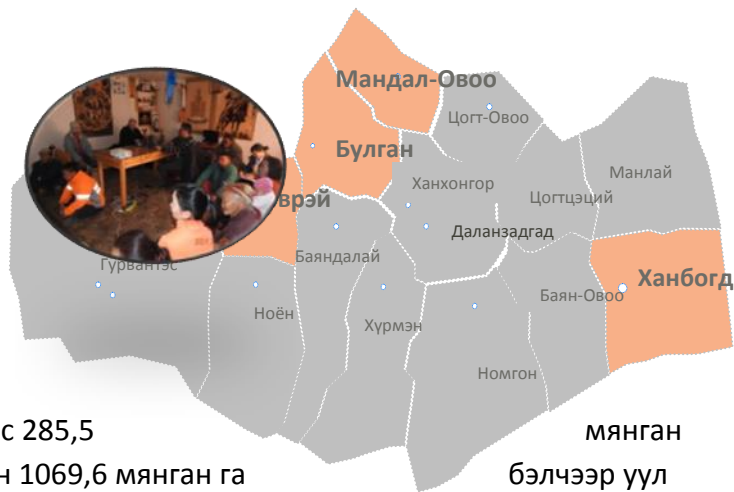 Мандал-Овоо
Цогт-Овоо
Булган
Манлай
Ханхонгор
Цогтцэций
врэй
Даланзадгад
Баяндалай
Гурвантэс
Ханбогд
Баян-Овоо
Ноён
Хүрмэн
Номгон
с 285,5 мянган
н 1069,6 мянган га бэлчээр уул